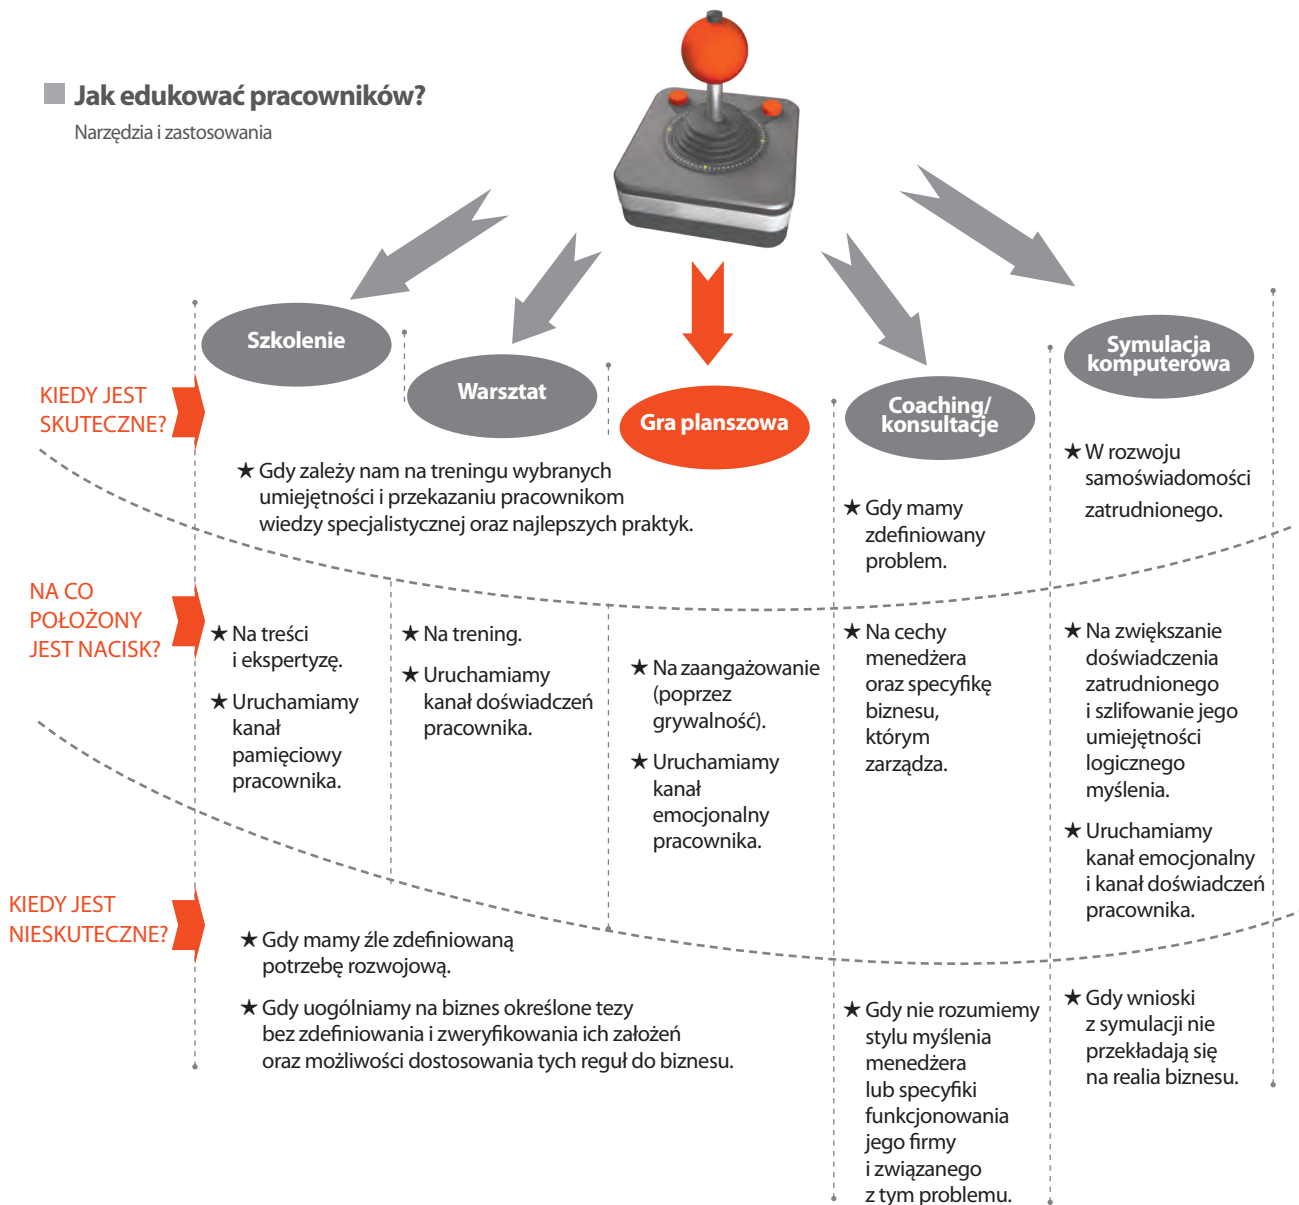 Jak edukować pracowników?
Narzędzia i zastosowania
Szkolenie
Warsztat
Gra planszowa
Coaching/
konsultacje
Symulacja
komputerowa
KIEDY JEST
SKUTECZNE?
★ Gdy zależy nam na treningu wybranych
umiejętności i przekazaniu pracownikom
wiedzy specjalistycznej oraz najlepszych praktyk.
★ Gdy mamy
zdefiniowany
problem.
★ W rozwoju
samoświadomości
zatrudnionego.
NA CO
POŁOŻONY
JEST NACISK?
★ Na treści
i ekspertyzę.
★ Uruchamiamy
kanał
pamięciowy
pracownika.
★ Na trening.
★ Uruchamiamy
kanał doświadczeń
pracownika.
★ Na zaangażowanie
(poprzez
grywalność).
★ Uruchamiamy
kanał
emocjonalny
pracownika.
★ Na cechy
menedżera
oraz specyfikę
biznesu,
którym
zarządza.
★ Na zwiększanie
doświadczenia
zatrudnionego
i szlifowanie jego
umiejętności
logicznego
myślenia.
★ Uruchamiamy
kanał emocjonalny
i kanał doświadczeń
pracownika.
KIEDY JEST
NIESKUTECZNE?
★ Gdy mamy źle zdefiniowaną
potrzebę rozwojową.
★ Gdy uogólniamy na biznes określone tezy
bez zdefiniowania i zweryfikowania ich założeń
oraz możliwości dostosowania tych reguł do biznesu.
★ Gdy nie rozumiemy
stylu myślenia
menedżera
lub specyfiki
funkcjonowania
jego firmy
i związanego
z tym problemu.
★ Gdy wnioski
z symulacji nie
przekładają się
na realia biznesu.